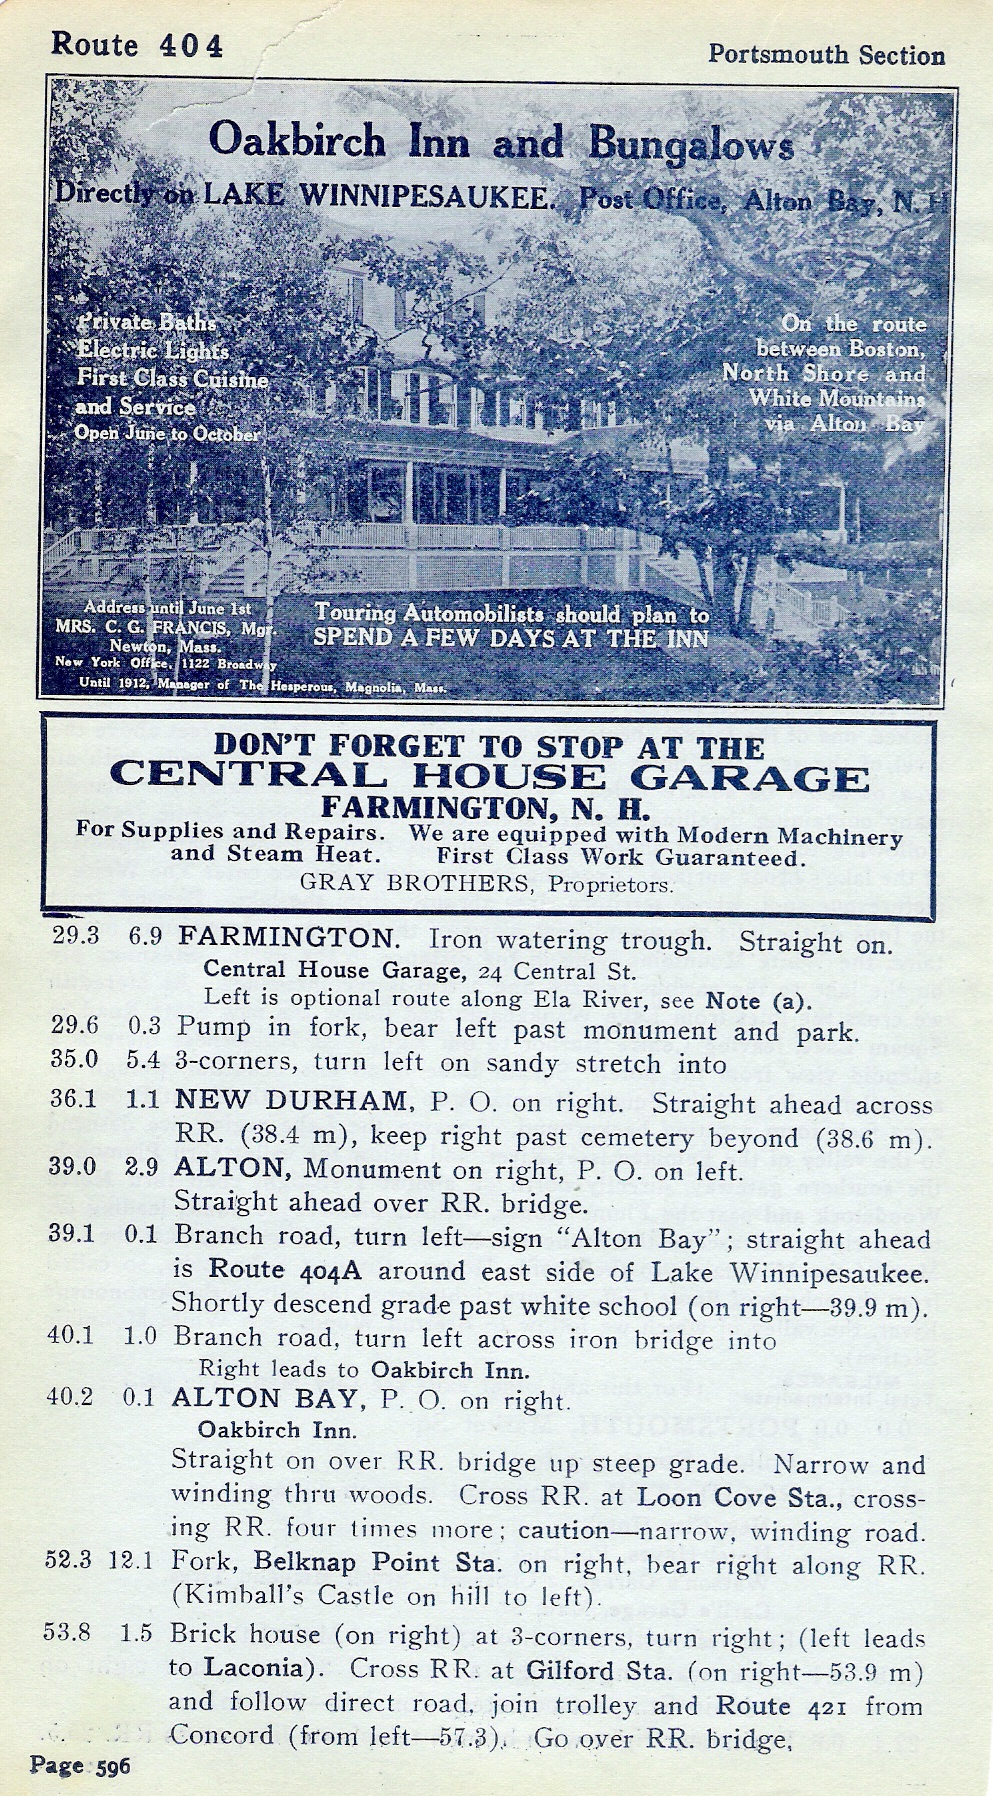 Route 404
Portsmouth Section
Oakbirch Inn and Bungalows
Directly on LAKE WINNIPESAUKEE. Post Office, Alton Bay, N. H
Private Baths
Electric Lights
First Class Cuisine
and Service
Open June to October
On the route
between Boston,
North Shore and
White Mountains
via Alton Bay
Address until June 1st
MRS. C. G. FRANCIS, Mgr.
Newton, Mass.
New York Office, 1122 Broadway
Until 1912, Manager of The Hesperous, Magnolia, Mass.
Touring Automobilists should plan to
SPEND A FEW DAYS AT THE INN
DON'T FORGET TO STOP AT THE
CENTRAL HOUSE GARAGE
FARMINGTON, N. H.
For Supplies and Repairs. We are equipped with Modern Machinery
and Steam Heat. First Class Work Guaranteed.
GRAY BROTHERS, Proprietors.
29.3 6.9 FARMINGTON. Iron watering trough. Straight on.
Central House Garage, 24 Central St.
Left is optional route along Ela River, see Note (a).
29.6 0.3 Pump in fork, bear left past monument and park.
35.0 5.4 3-corners, turn left on sandy stretch into
36.1 1.1 NEW DURHAM, P. O. on right. Straight ahead across
RR. (38.4 m), keep right past cemetery beyond (38.6 m).
39.0 2.9 ALTON, Monument on right, P. O. on left.
Straight ahead over RR. bridge.
39.1 0.1 Branch road, turn left—sign "Alton Bay"; straight ahead
is Route 404A around east side of Lake Winnipesaukee.
Shortly descend grade past white school (on right—39.9 m).
40.1 1.0 Branch road, turn left across iron bridge into
Right leads to Oakbirch Inn.
40.2 0.1 ALTON BAY, P. O. on right.
Oakbirch Inn.
Straight on over RR. bridge up steep grade. Narrow and
winding thru woods. Cross RR. at Loon Cove Sta., cross-
ing RR. four times more; caution—narrow, winding road.
52.3 12.1 Fork, Belknap Point Sta. on right, bear right along RR.
(Kimball's Castle on hill to left).
53.8 1.5 Brick house (on right) at 3-corners, turn right; (left leads
to Laconia). Cross RR. at Gilford Sta. (on right—53.9 m)
and follow direct road, join trolley and Route 421 from
Concord (from left—57.3). Go over RR. bridge,
Page 596